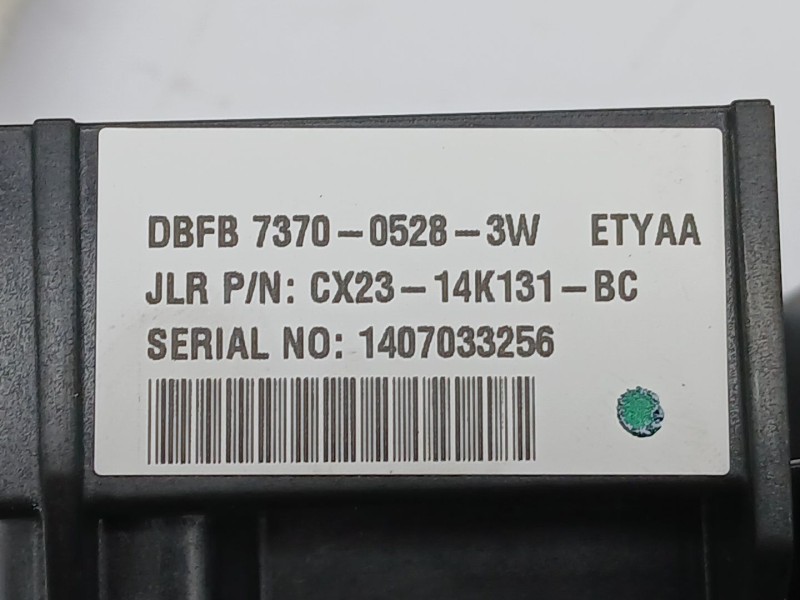 DBFB 7370-0528-3W ETYAA
JLR P/N: CX23-14K131-BC
SERIAL NO: 1407033256